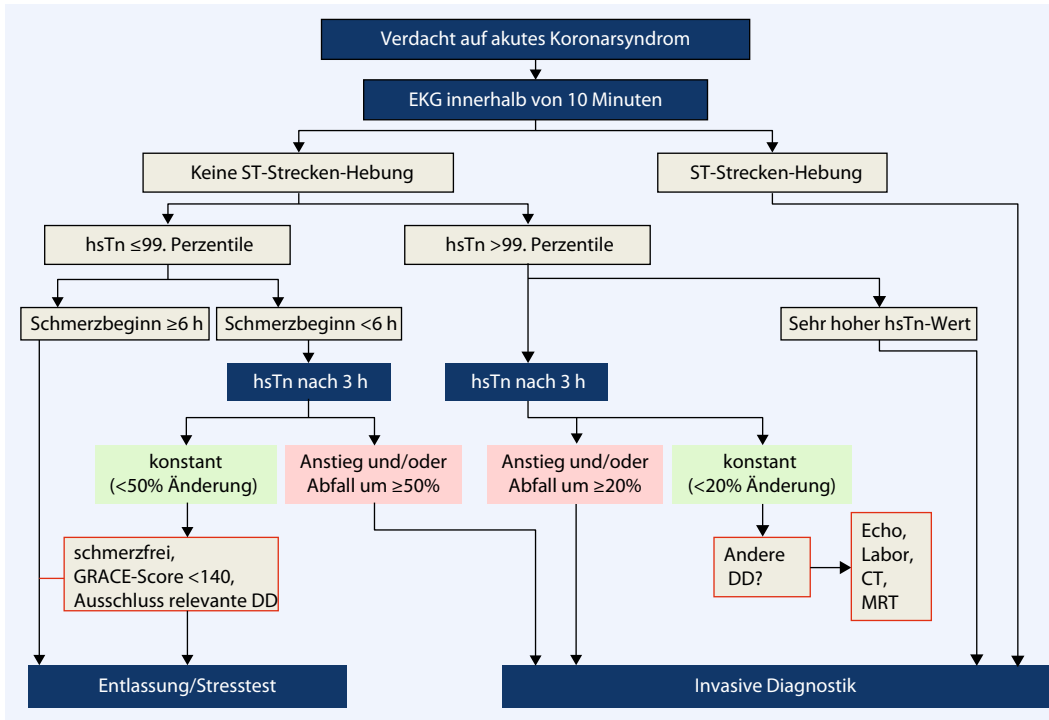 Verdacht auf akutes Koronarsyndrom
EKG innerhalb von 10 Minuten
Keine ST-Strecken-Hebung
ST-Strecken-Hebung
hsTn ≤99. Perzentile
hsTn >99. Perzentile
Schmerzbeginn ≥6 h
Schmerzbeginn <6 h
Sehr hoher hsTn-Wert
hsTn nach 3 h
hsTn nach 3 h
konstant
(<50% Änderung)
Anstieg und/oder
Abfall um ≥50%
Anstieg und/oder
Abfall um ≥20%
konstant
(<20% Änderung)
schmerzfrei,
GRACE-Score <140,
Ausschluss relevante DD
Andere
DD?
Echo,
Labor,
CT,
MRT
Entlassung/Stresstest
Invasive Diagnostik